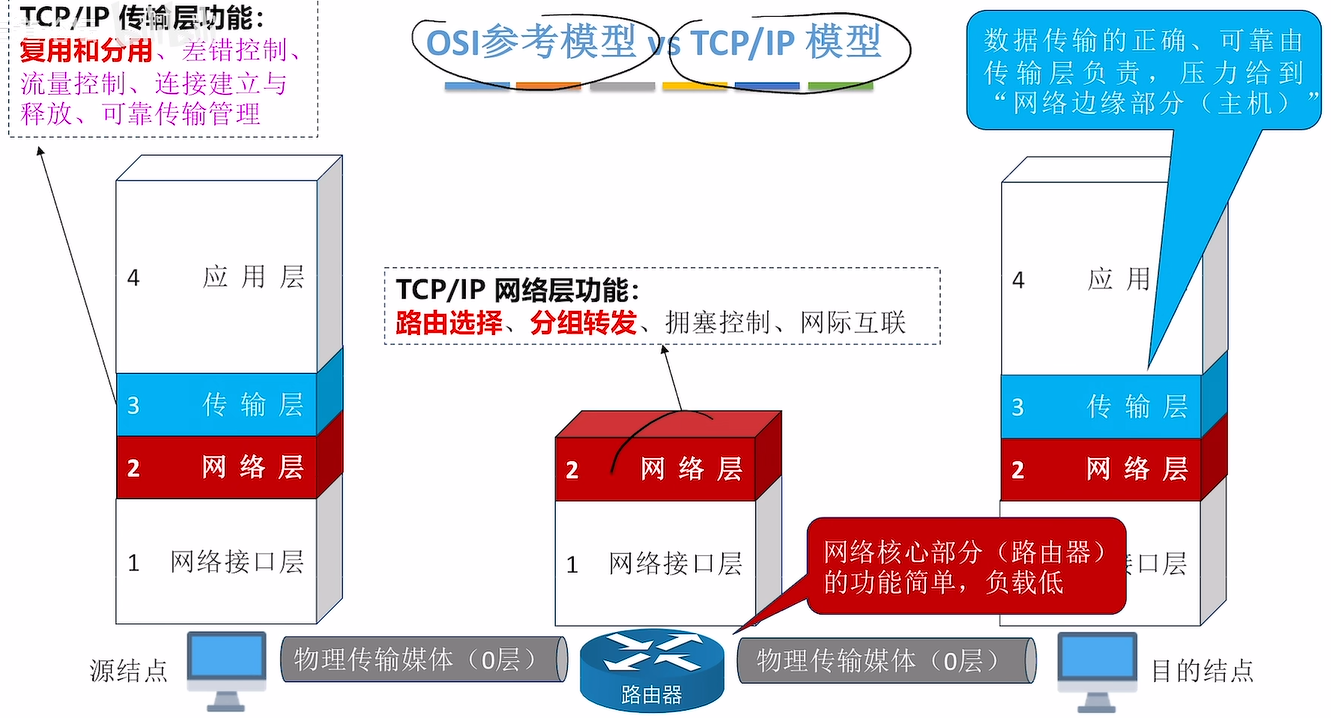 TCP/IP 传输层功能：
复用和分用、差错控制、
流量控制、连接建立与
释放、可靠传输管理
OSI参考模型 vs TCP/IP 模型
数据传输的正确、可靠由
传输层负责，压力给到
“网络边缘部分（主机）”
4 应用层
3 传输层
2 网络层
1 网络接口层
TCP/IP 网络层功能：
路由选择、分组转发、拥塞控制、网际互联
2 网络层
1 网络接口层
4 应用
3 传输层
2 网络层
接口层
网络核心部分（路由器）
的功能简单，负载低
源结点
物理传输媒体（0层）
路由器
物理传输媒体（0层）
目的结点